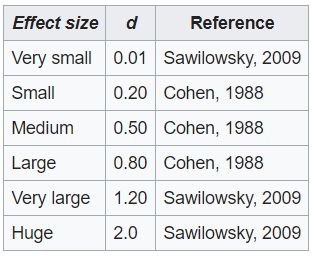 Effect size d Reference
Very small 0.01 Sawilowsky, 2009
Small 0.20 Cohen, 1988
Medium 0.50 Cohen, 1988
Large 0.80 Cohen, 1988
Very large 1.20 Sawilowsky, 2009
Huge 2.0 Sawilowsky, 2009